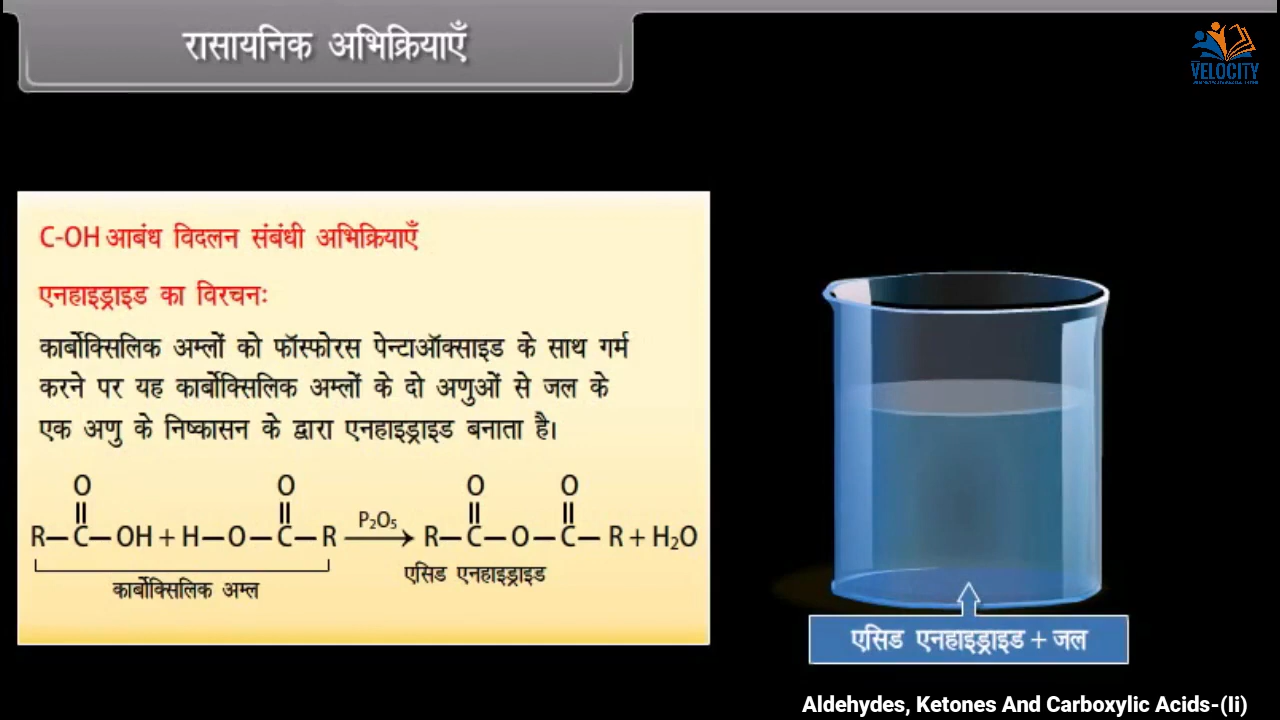 रासायनिक अभिक्रियाएँ
VELOCITY
C-OH आबंध विदलन संबंधी अभिक्रियाएँ
एनहाइड्राइड का विरचनः
कार्बोक्सिलिक अम्लों को फॉस्फोरस पेन्टाऑक्साइड के साथ गर्म
करने पर यह कार्बोक्सिलिक अम्लों के दो अणुओं से जल के
एक अणु के निष्कासन के द्वारा एनहाइड्राइड बनाता है।
O O O O
|| || || ||
R—C—OH + H—O—C—R P₂O₅ ⟶ R—C—O—C—R + H₂O
कार्बोक्सिलिक अम्ल एसिड एनहाइड्राइड
एसिड एनहाइड्राइड + जल
Aldehydes, Ketones And Carboxylic Acids-(Ii)